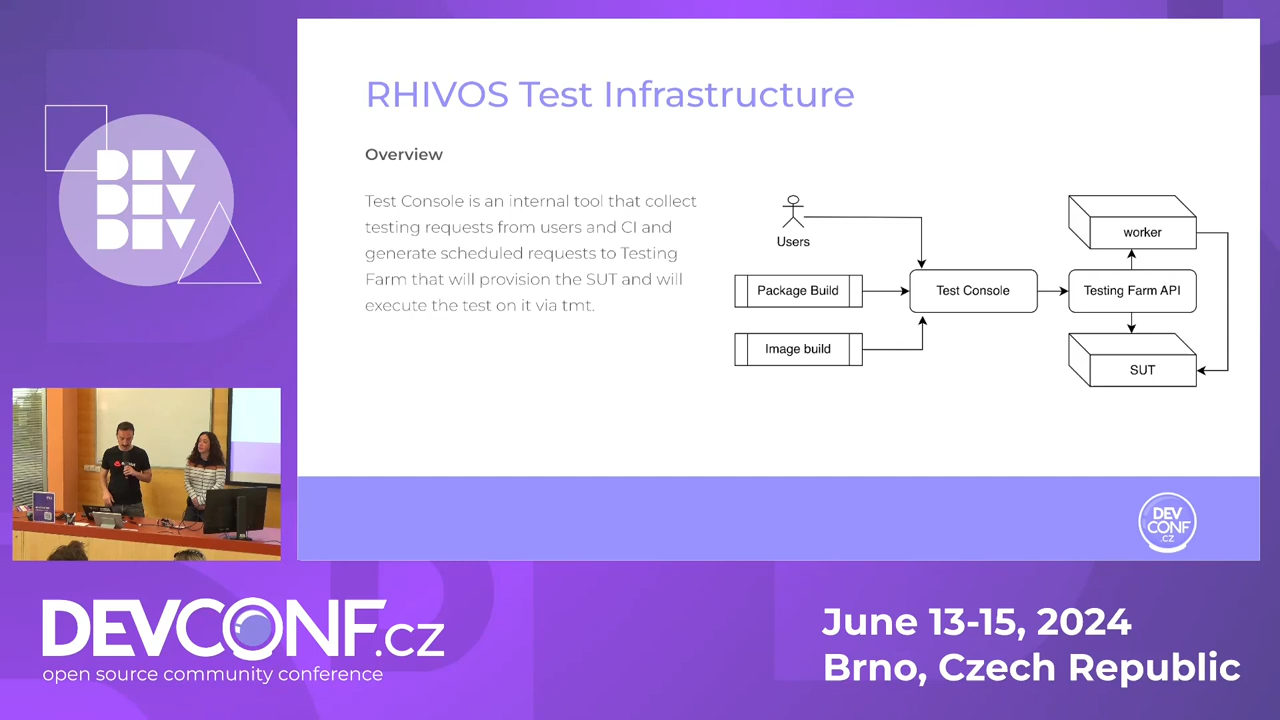 DEV
DEV
DEV
RHIVOS Test Infrastructure
Overview
Test Console is an internal tool that collect
testing requests from users and CI and
generate scheduled requests to Testing
Farm that will provision the SUT and will
execute the test on it via tmt.
Users
Package Build
Image build
Test Console
worker
Testing Farm API
SUT
DEV
CONF
.CZ
DEVCONF.cz
open source community conference
June 13-15, 2024
Brno, Czech Republic